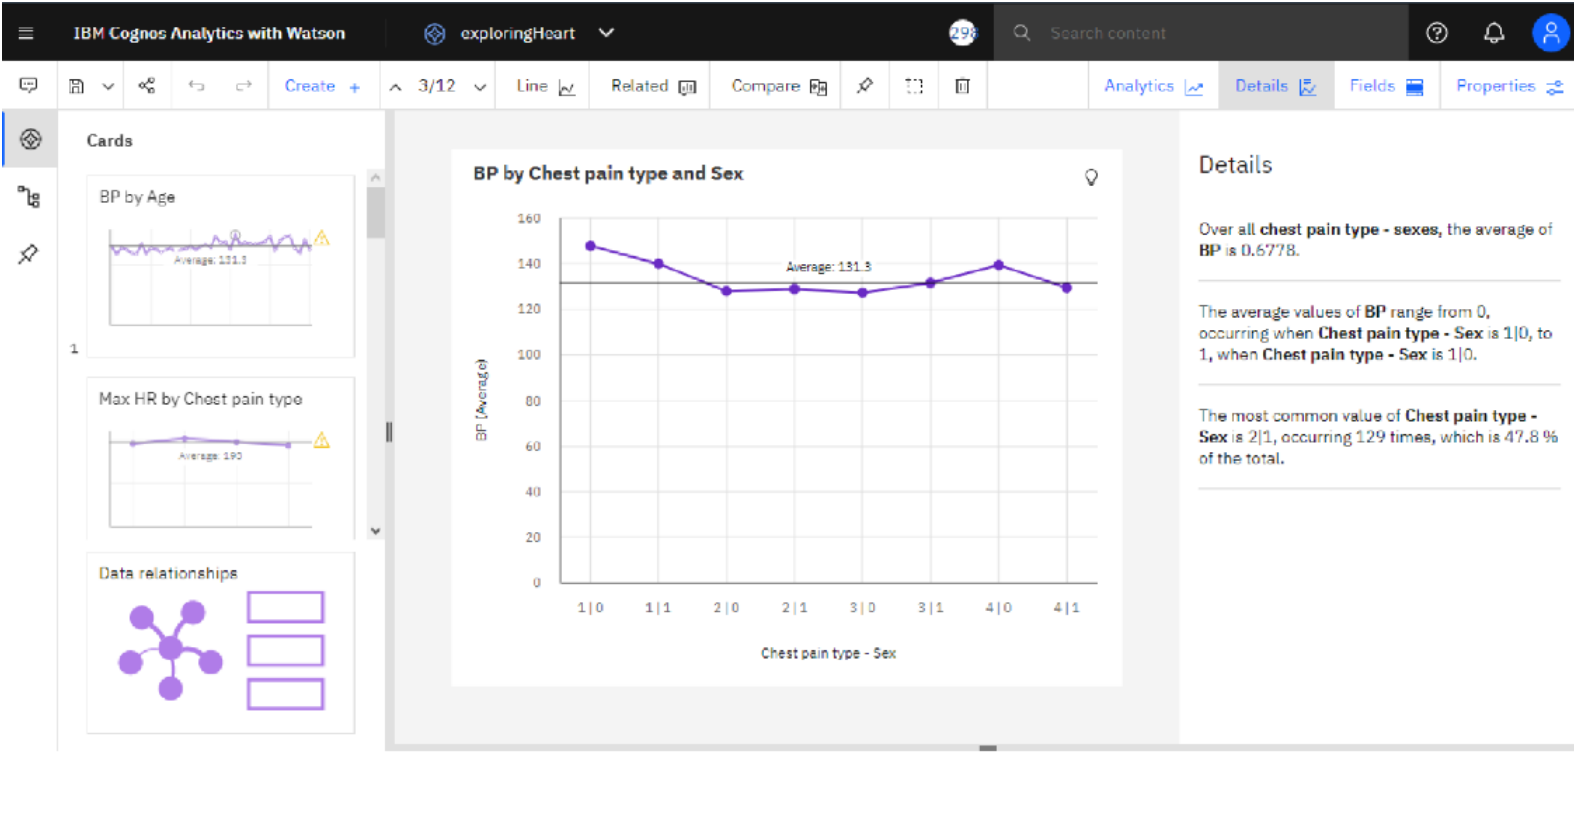 IBM Cognos Analytics with Watson
exploringHeart
298
Search content
Create +
3/12
Line
Related
Compare
Analytics
Details
Fields
Properties
Cards
BP by Age
Average: 131.3
1
Max HR by Chest pain type
Average: 190
Data relationships
BP by Chest pain type and Sex
160
140
120
100
80
60
40
20
0
Average: 131.3
BP (Average)
1|0 1|1 2|0 2|1 3|0 3|1 4|0 4|1
Chest pain type - Sex
Details
Over all chest pain type - sexes, the average of
BP is 0.6778.
The average values of BP range from 0,
occurring when Chest pain type - Sex is 1|0, to
1, when Chest pain type - Sex is 1|0.
The most common value of Chest pain type -
Sex is 2|1, occurring 129 times, which is 47.8 %
of the total.